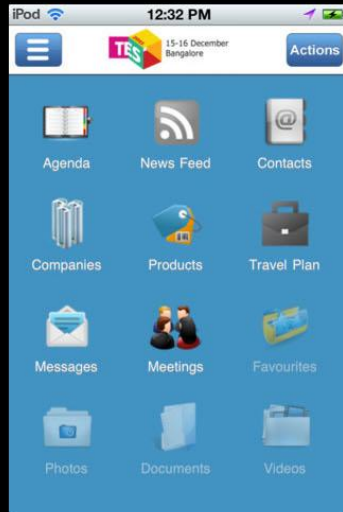 iPod 12:32 PM
TES 15-16 December
Bangalore
Actions
Agenda News Feed Contacts
Companies Products Travel Plan
Messages Meetings Favourites
Photos Documents Videos